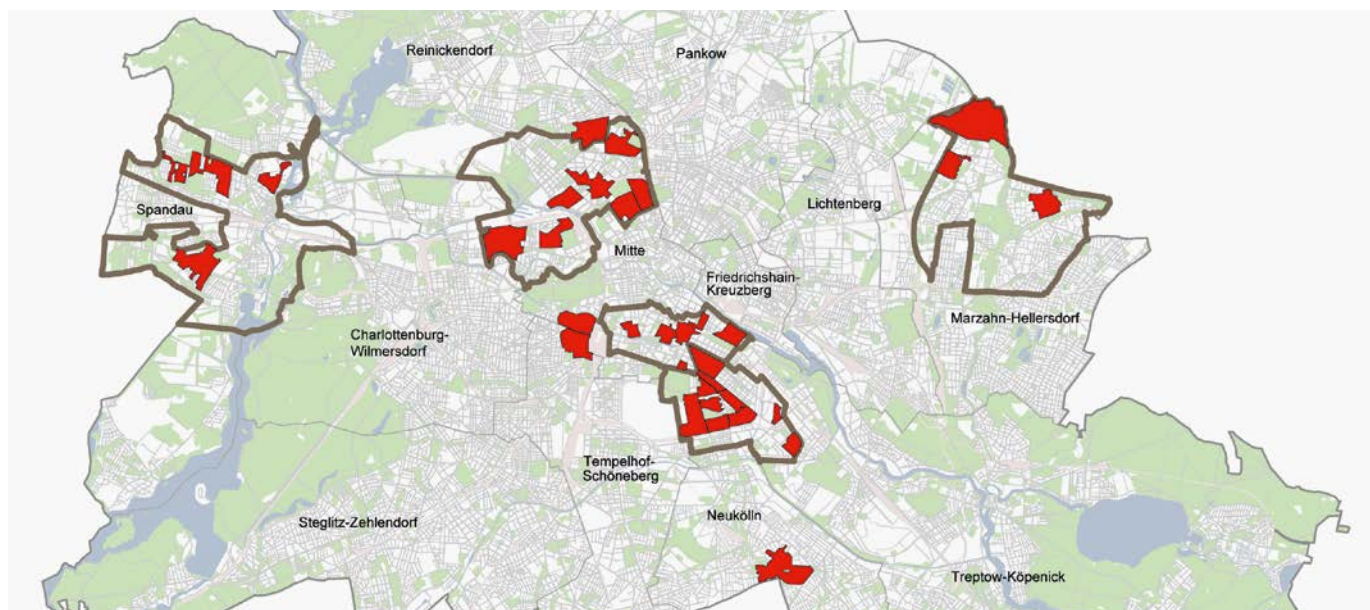 Reinickendorf
Pankow
Spandau
Lichtenberg
Mitte
Friedrichshain-
Kreuzberg
Marzahn-Hellersdorf
Charlottenburg-
Wilmersdorf
Tempelhof-
Schöneberg
Steglitz-Zehlendorf
Neukölln
Treptow-Köpenick